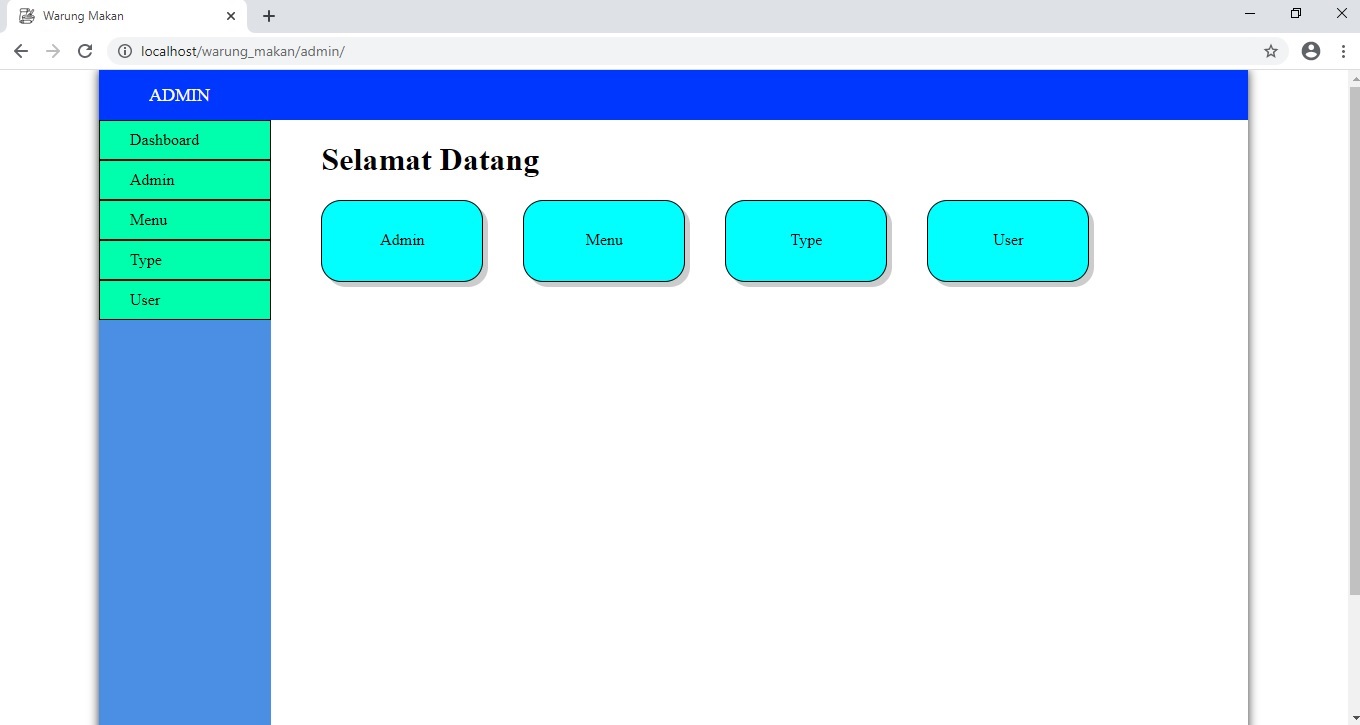 Warung Makan
localhost/warung_makan/admin/
ADMIN
Dashboard
Admin
Menu
Type
User
Selamat Datang
Admin Menu Type User